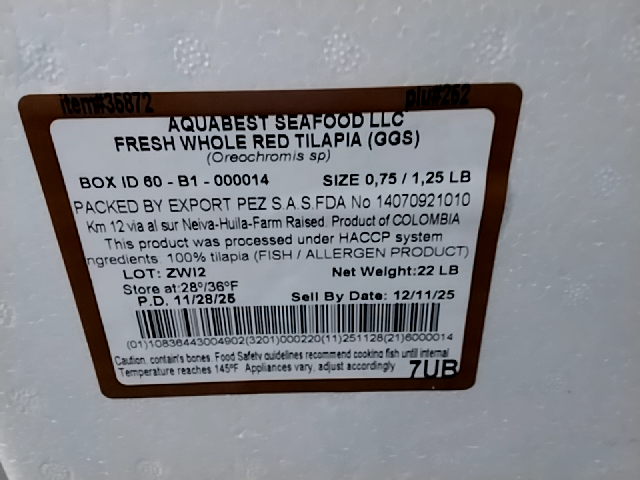 item#35872 plu#262
AQUABEST SEAFOOD LLC
FRESH WHOLE RED TILAPIA (GGS)
(Oreochromis sp)
BOX ID 60 - B1 - 000014 SIZE 0,75 / 1,25 LB
PACKED BY EXPORT PEZ S.A.S.FDA No 14070921010
Km 12 via al sur Neiva-Huila-Farm Raised. Product of COLOMBIA
This product was processed under HACCP system
ngredients: 100% tilapia (FISH / ALLERGEN PRODUCT)
LOT: ZWI2 Net Weight:22 LB
Store at:28º/36ºF
P.D. 11/28/25 Sell By Date: 12/11/25
(01)10836443004902(3201)000220(11)251128(21)6000014
Caution, contain's bones. Food Safety guidelines recommend cooking fish until internal
Temperature reaches 145ºF. Appliances vary, adjust accordingly 7UB